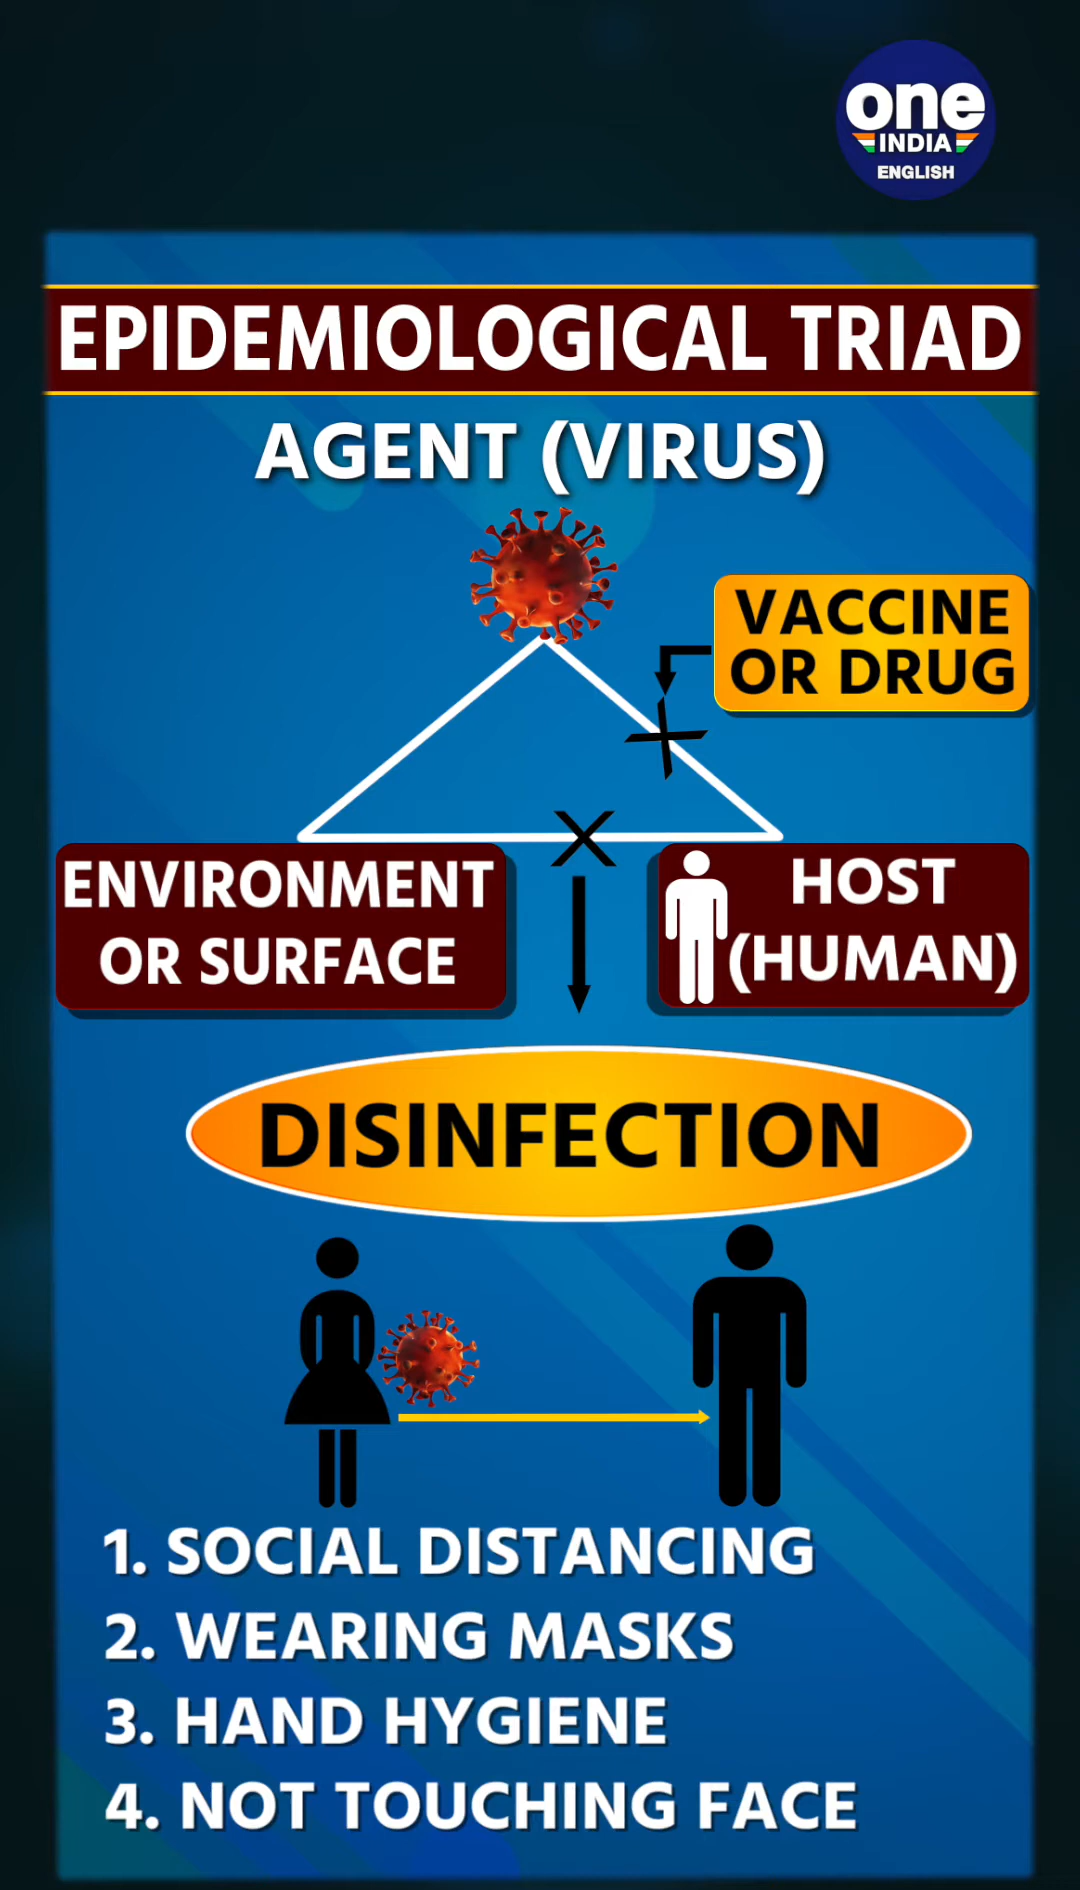 one
INDIA
ENGLISH
EPIDEMIOLOGICAL TRIAD
AGENT (VIRUS)
VACCINE
OR DRUG
ENVIRONMENT
OR SURFACE
HOST
(HUMAN)
DISINFECTION
1. SOCIAL DISTANCING
2. WEARING MASKS
3. HAND HYGIENE
4. NOT TOUCHING FACE